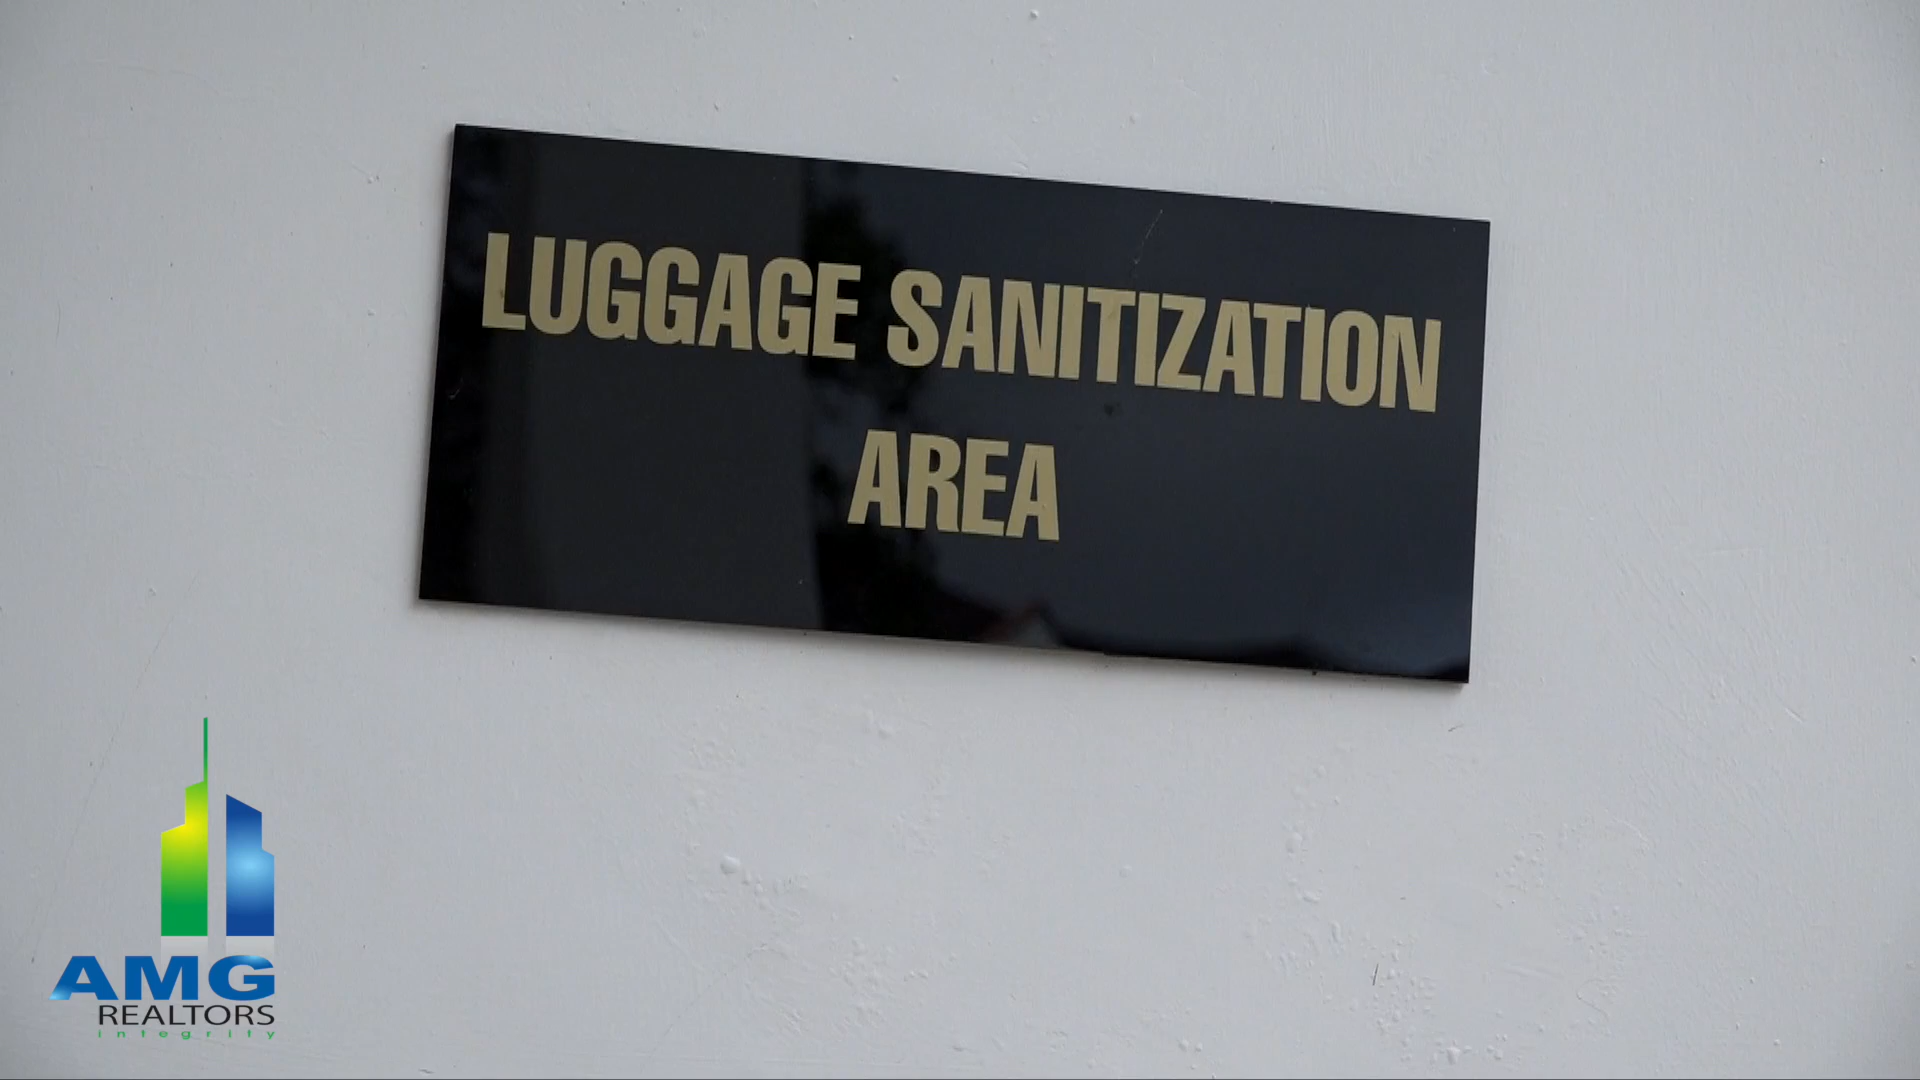 LUGGAGE SANITIZATION
AREA
AMG
REALTORS
integrity